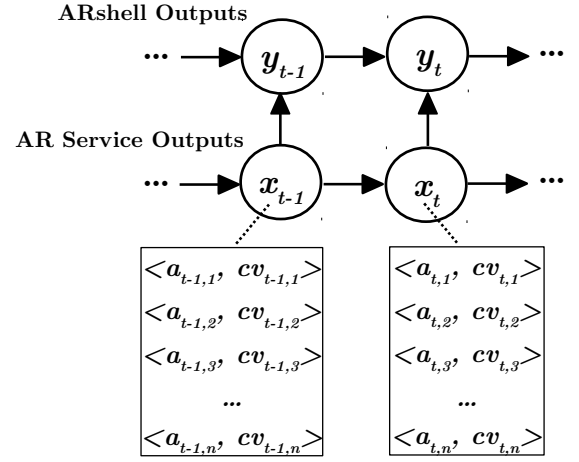 ARshell Outputs
... y_{t-1} y_t ...
AR Service Outputs
... x_{t-1} x_t ...
<a_{t-1,1}, cv_{t-1,1}> <a_{t,1}, cv_{t,1}>
<a_{t-1,2}, cv_{t-1,2}> <a_{t,2}, cv_{t,2}>
<a_{t-1,3}, cv_{t-1,3}> <a_{t,3}, cv_{t,3}>
... ...
<a_{t-1,n}, cv_{t-1,n}> <a_{t,n}, cv_{t,n}>